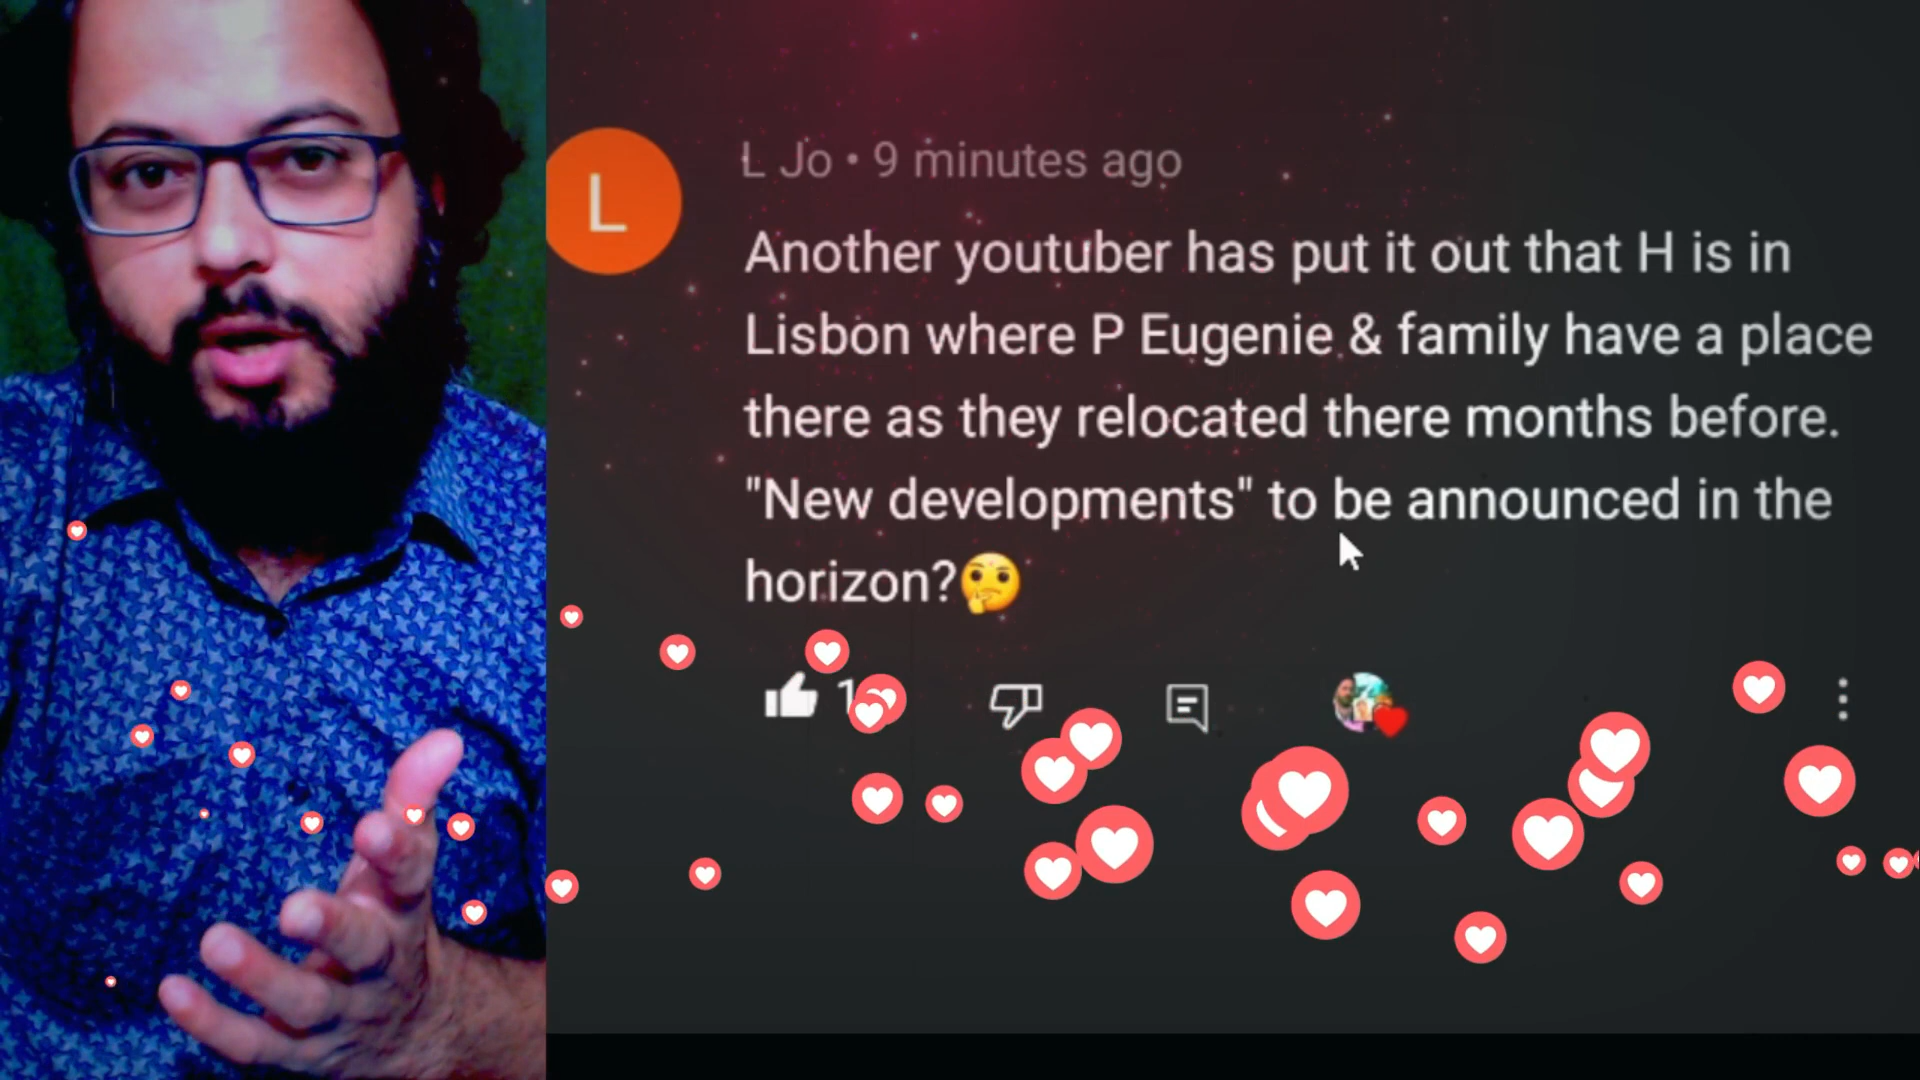 L
L Jo • 9 minutes ago
Another youtuber has put it out that H is in
Lisbon where P Eugenie & family have a place
there as they relocated there months before.
"New developments" to be announced in the
horizon?🤔